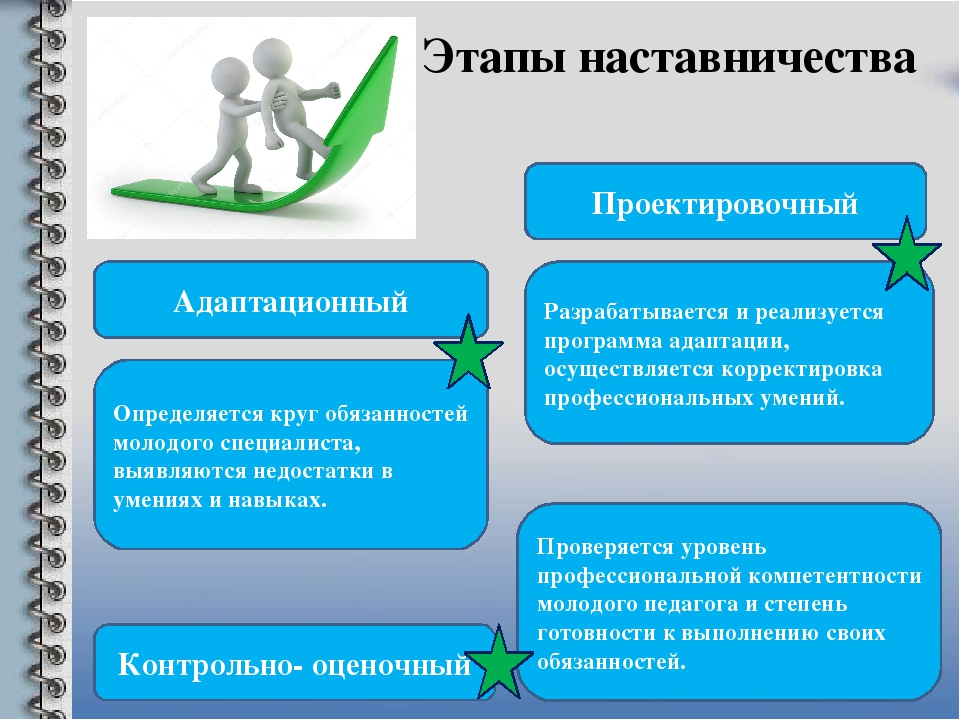 Этапы наставничества
Адаптационный
Определяется круг обязанностей
молодого специалиста,
выявляются недостатки в
умениях и навыках.
Проектировочный
Разрабатывается и реализуется
программа адаптации,
осуществляется корректировка
профессиональных умений.
Контрольно- оценочный
Проверяется уровень
профессиональной компетентности
молодого педагога и степень
готовности к выполнению своих
обязанностей.